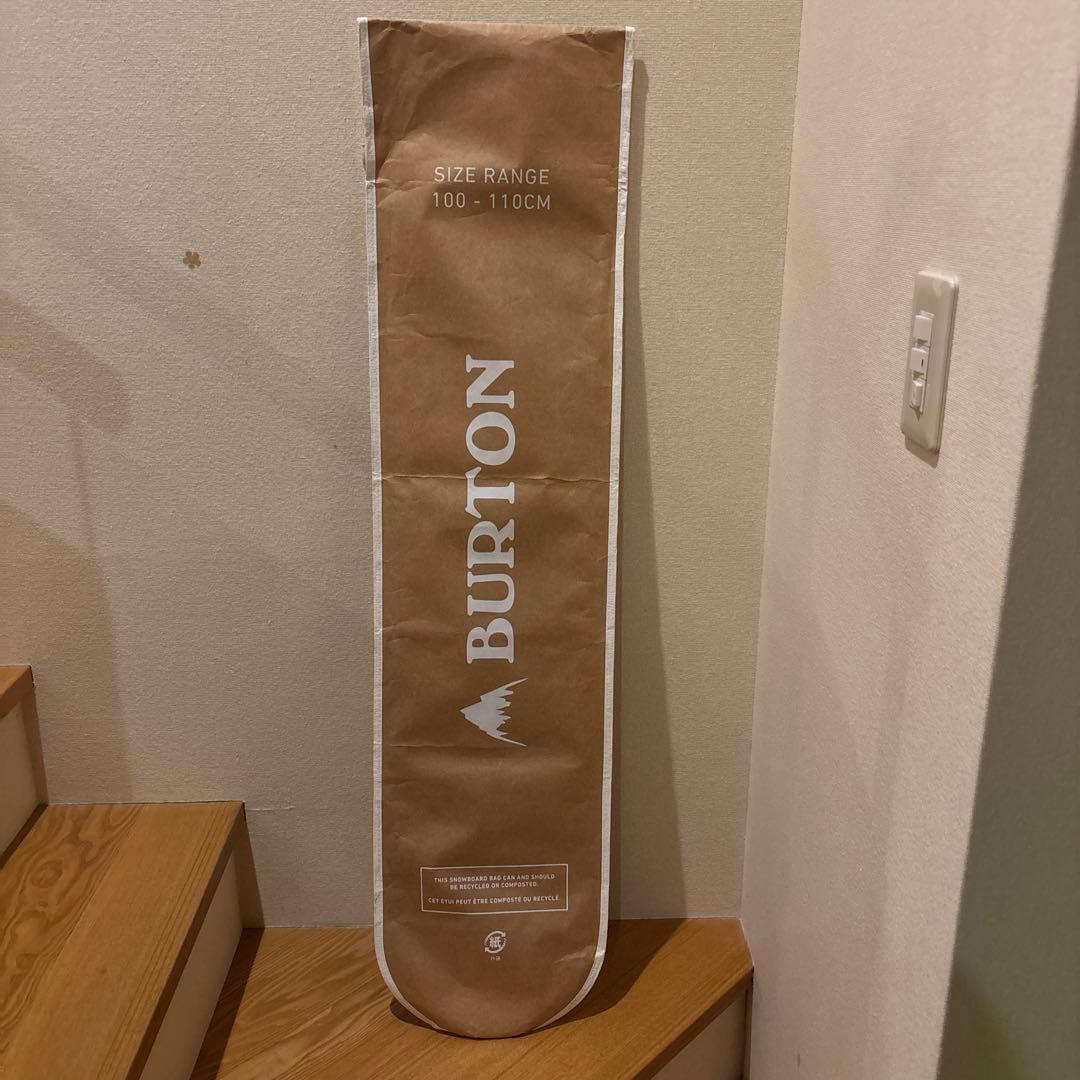 SIZE RANGE
100 - 110CM
BURTON
THIS SNOWBOARD BAG CAN AND SHOULD
BE RECYCLED OR COMPOSTED.
CET ÉTUI PEUT ÊTRE COMPOSTÉ OU RECYCLÉ.
紙